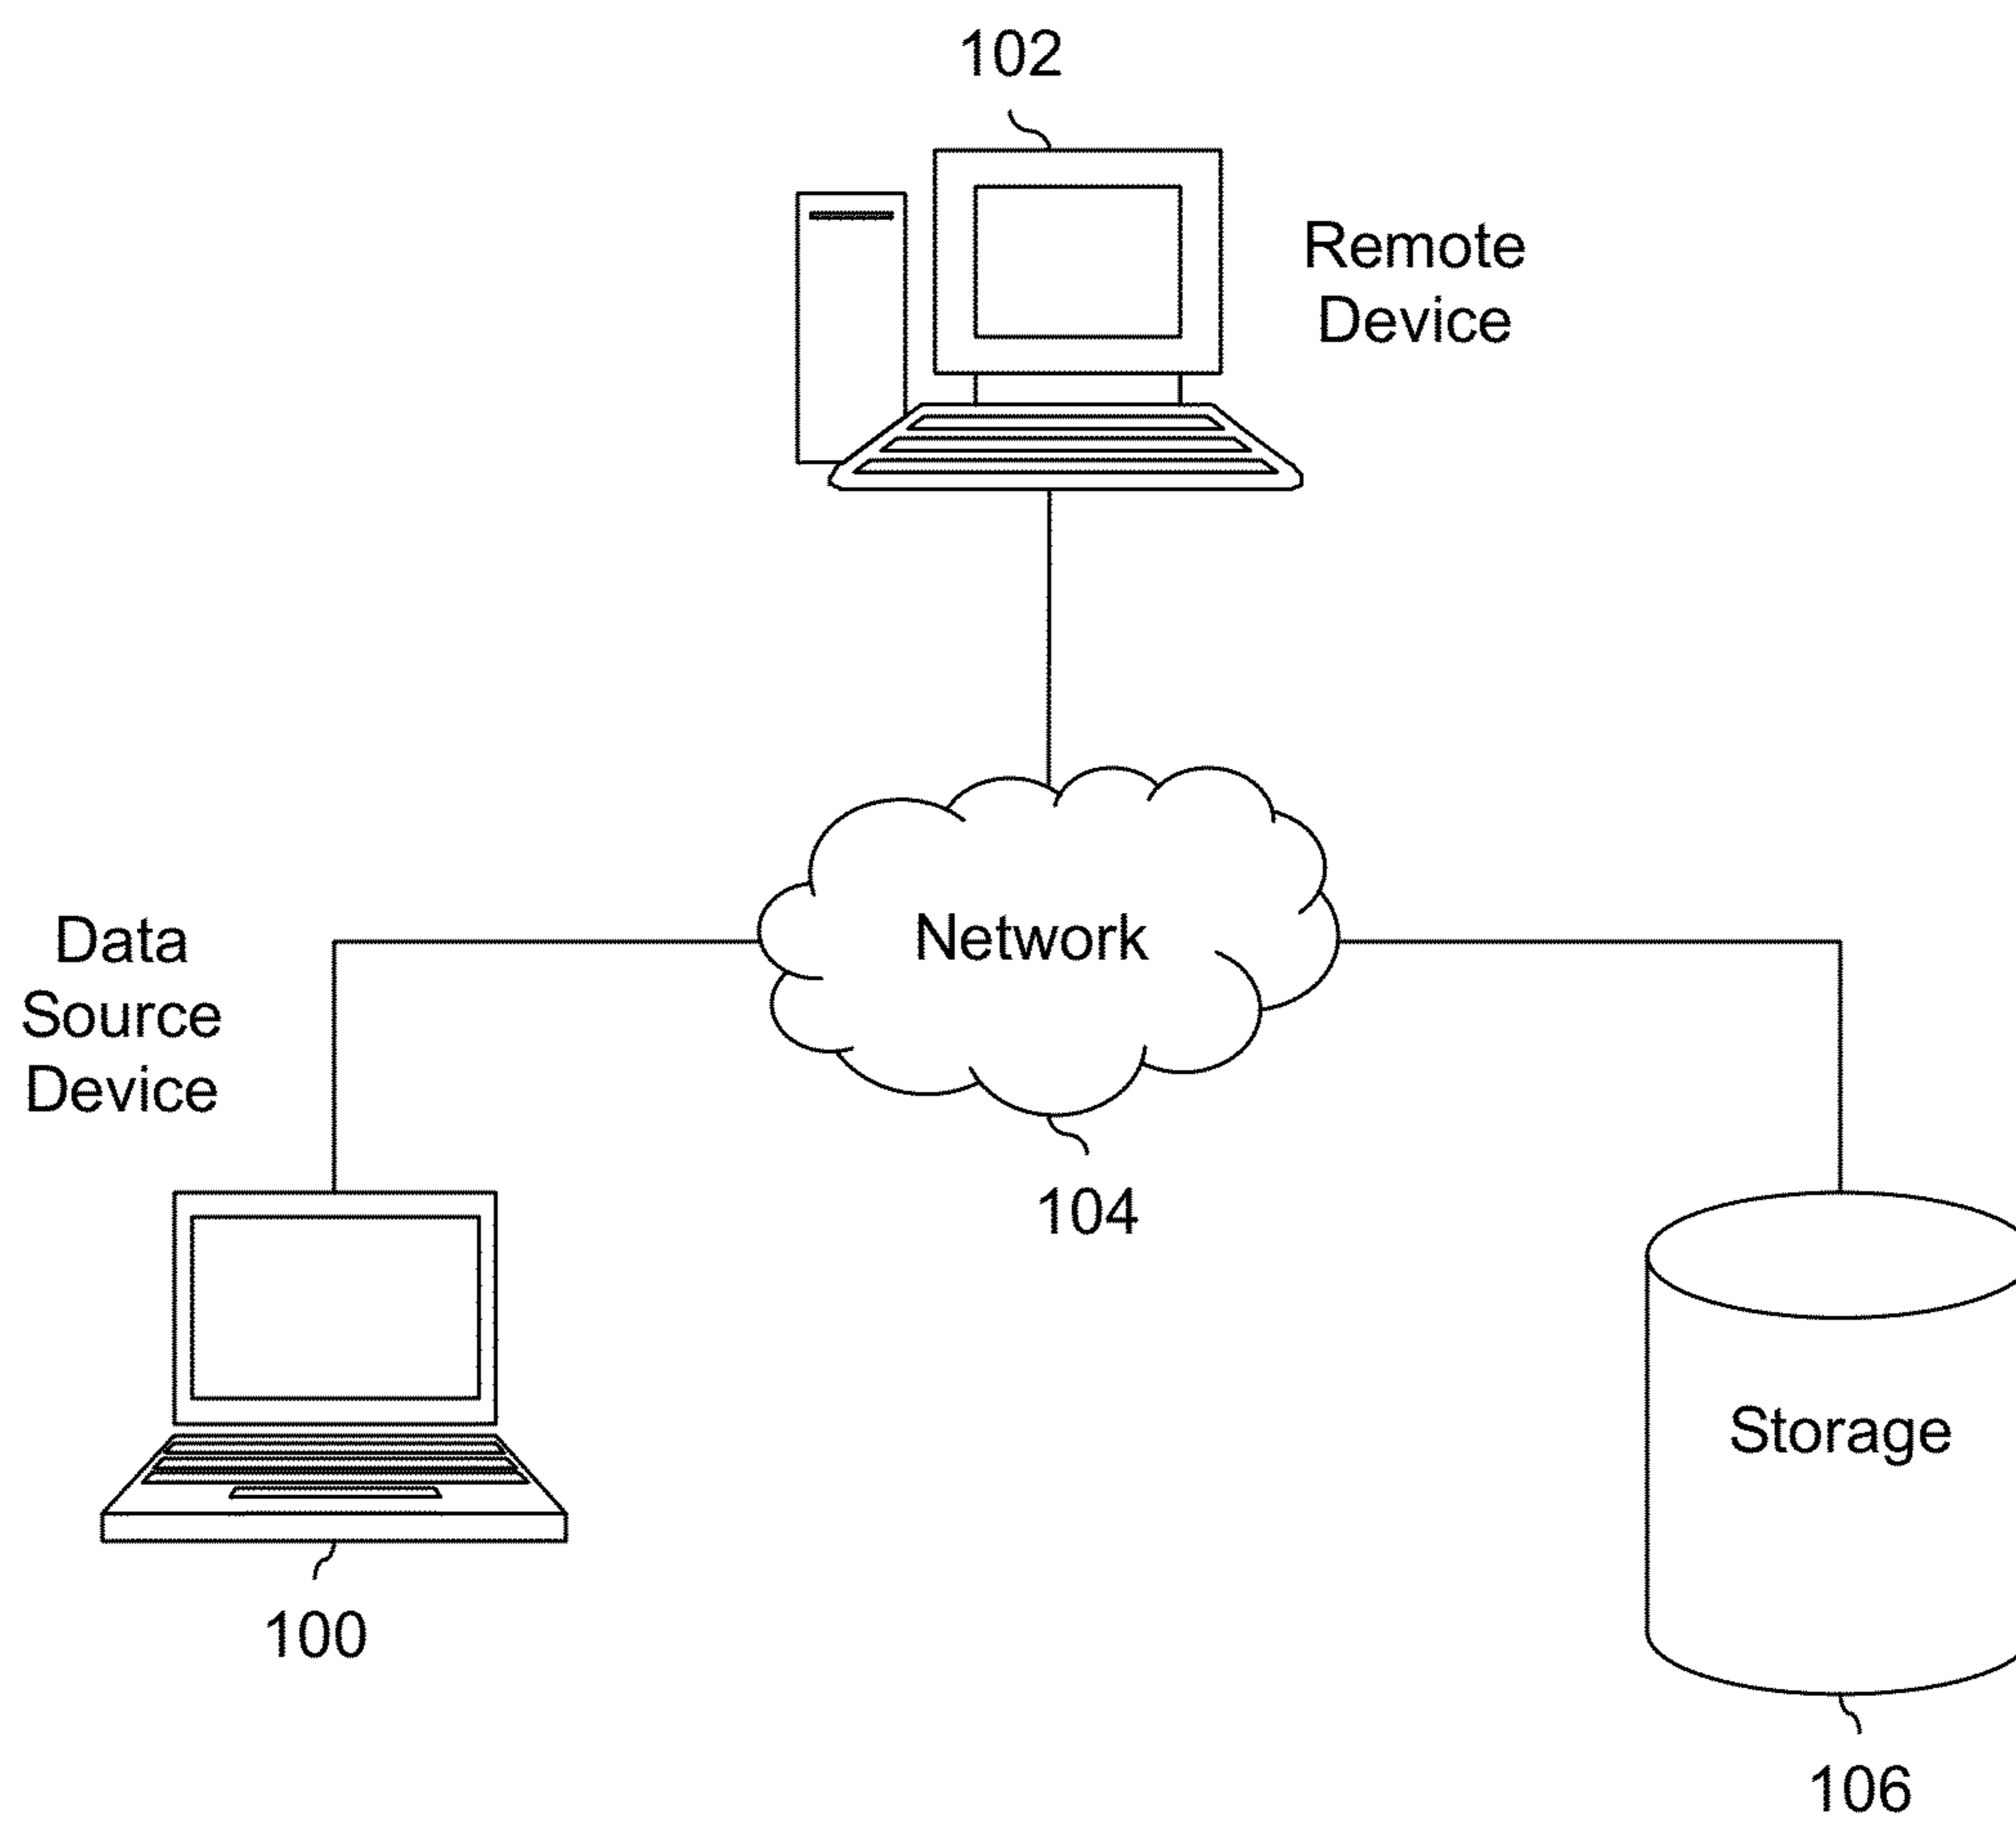 102
Remote
Device
Network
Data
Source
Device
104
Storage
100
106